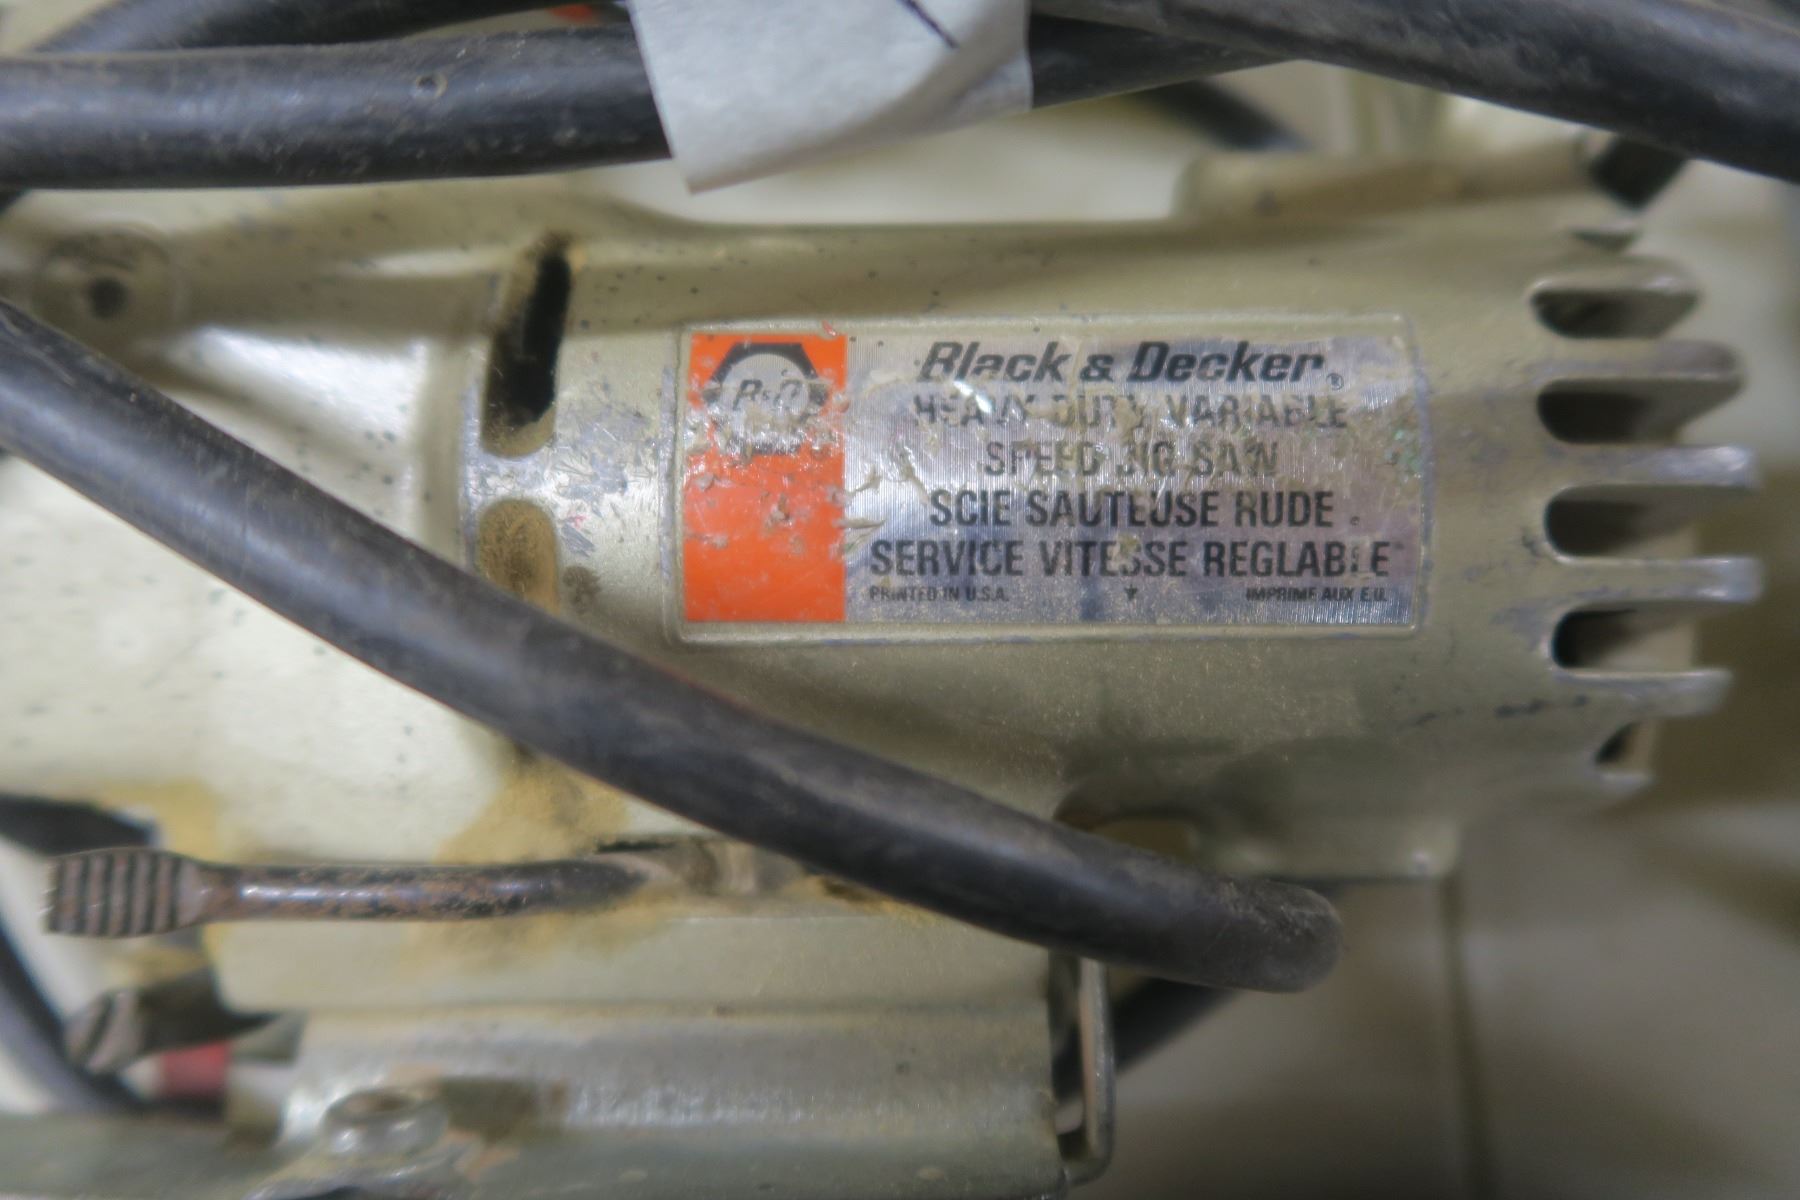 B&D
Black & Decker®
HEAVY DUTY VARIABLE
SPEED JIG SAW
SCIE SAUTEUSE RUDE
SERVICE VITESSE REGLABLE
PRINTED IN U.S.A. IMPRIME AUX E.U.